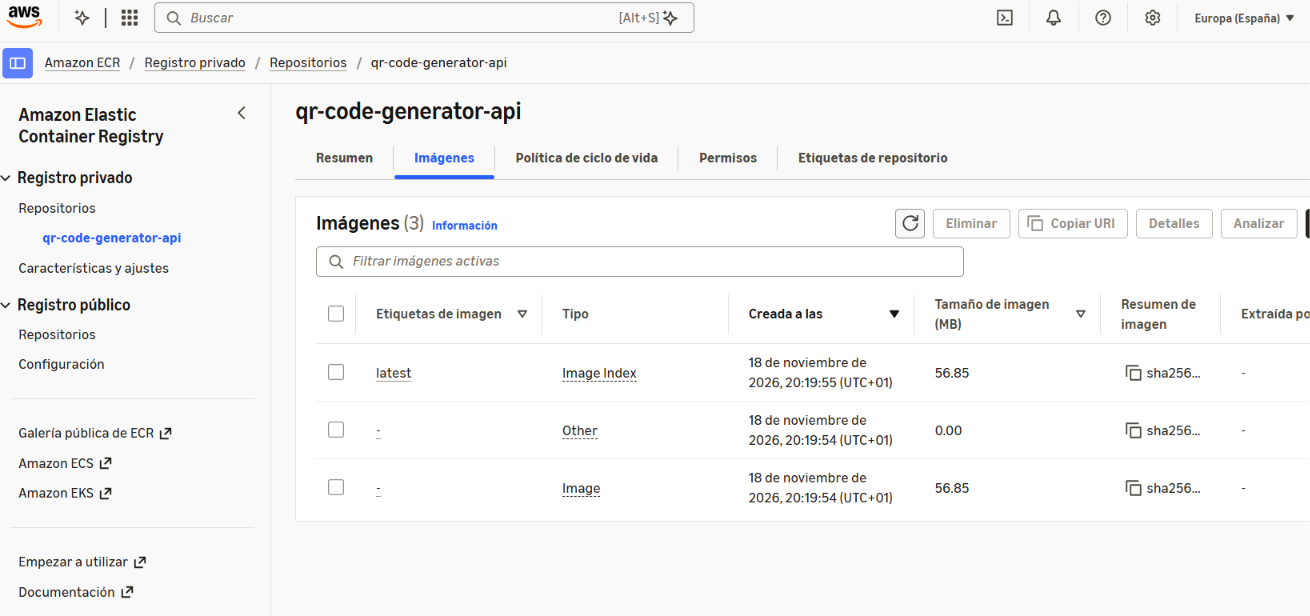 aws
Buscar [Alt+S]
Europa (España)
Amazon ECR / Registro privado / Repositorios / qr-code-generator-api
Amazon Elastic
Container Registry
Registro privado
Repositorios
qr-code-generator-api
Características y ajustes
Registro público
Repositorios
Configuración
Galería pública de ECR
Amazon ECS
Amazon EKS
Empezar a utilizar
Documentación
qr-code-generator-api
Resumen Imágenes Política de ciclo de vida Permisos Etiquetas de repositorio
Imágenes (3) Información
Eliminar Copiar URI Detalles Analizar
Filtrar imágenes activas
Etiquetas de imagen Tipo Creada a las Tamaño de imagen (MB) Resumen de imagen Extraída po
latest Image Index 18 de noviembre de 2026, 20:19:55 (UTC+01) 56.85 sha256... -
- Other 18 de noviembre de 2026, 20:19:54 (UTC+01) 0.00 sha256... -
- Image 18 de noviembre de 2026, 20:19:54 (UTC+01) 56.85 sha256... -